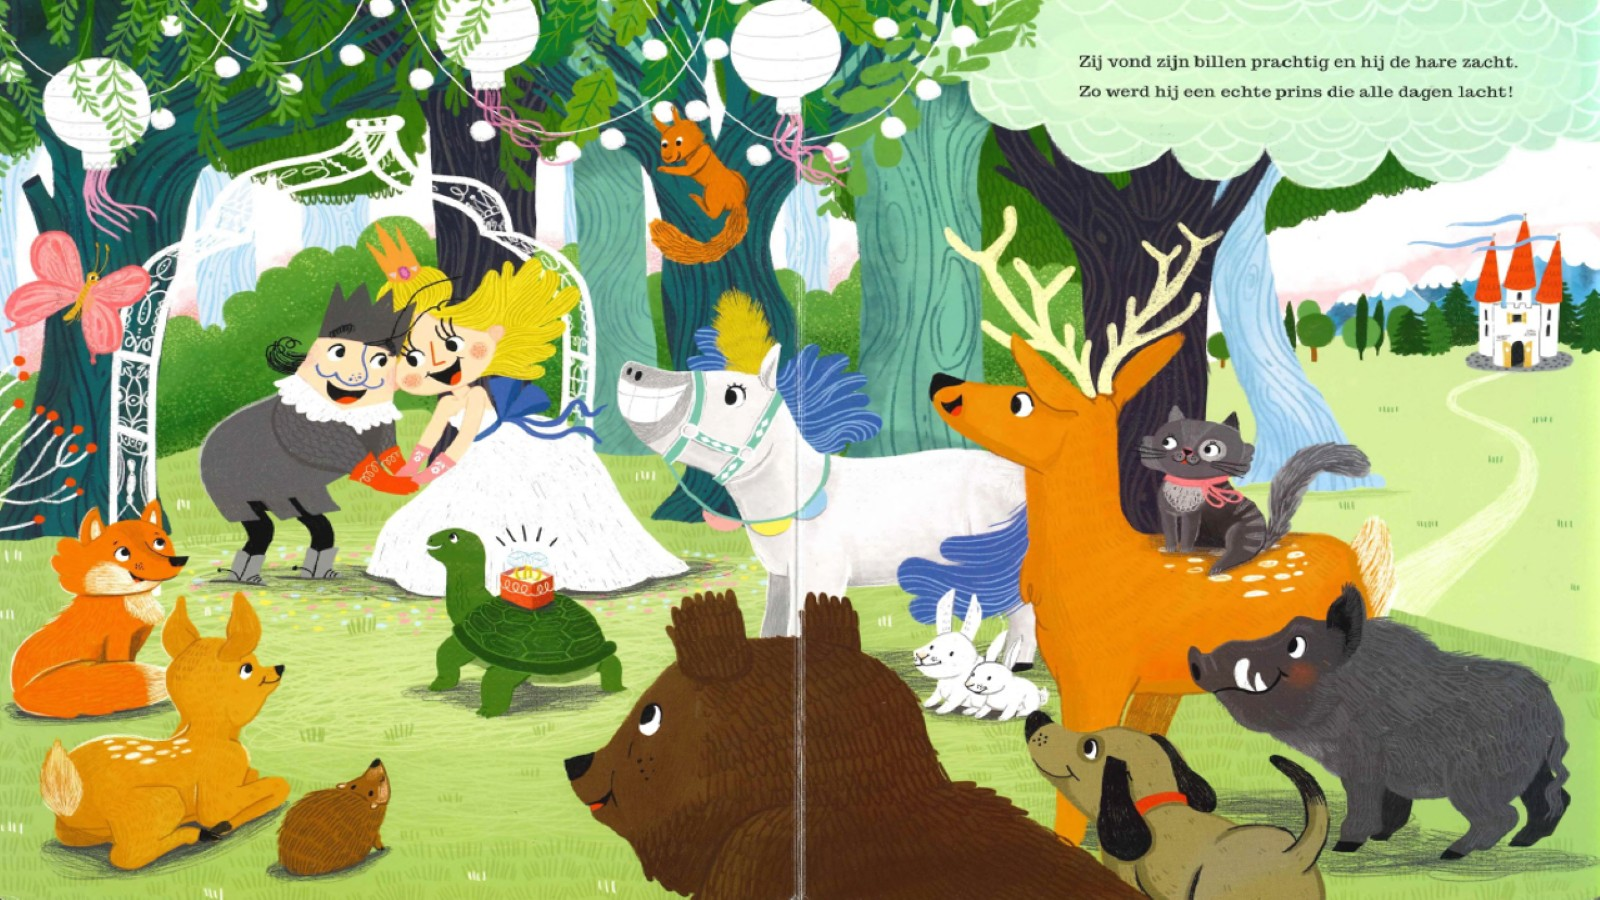 Zij vond zijn billen prachtig en hij de hare zacht.
Zo werd hij een echte prins die alle dagen lacht!